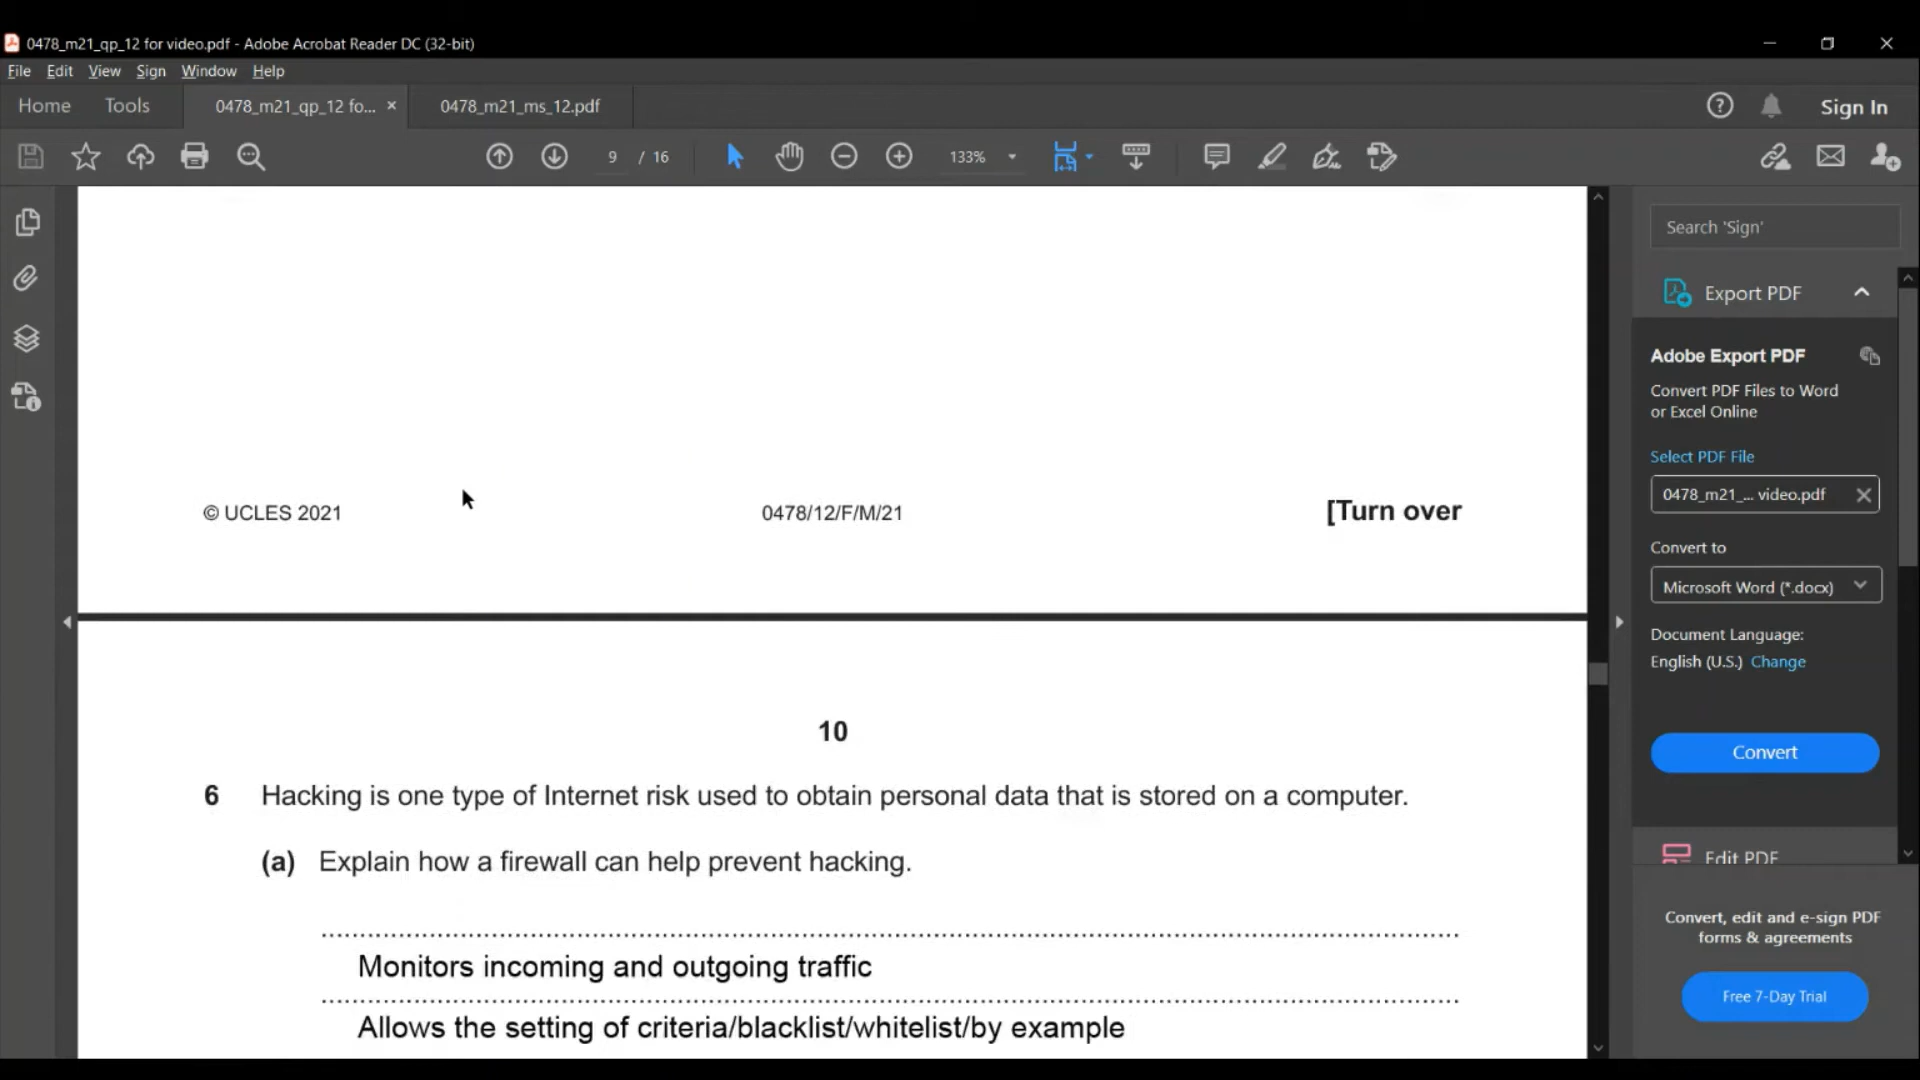 0478_m21_qp_12 for video.pdf - Adobe Acrobat Reader DC (32-bit)
File Edit View Sign Window Help
Home Tools 0478_m21_qp_12 fo... × 0478_m21_ms_12.pdf Sign In
9 / 16 133%
Search 'Sign'
Export PDF
Adobe Export PDF
Convert PDF Files to Word
or Excel Online
Select PDF File
0478_m21_... video.pdf
Convert to
Microsoft Word (*.docx)
Document Language:
English (U.S.) Change
Convert
Edit PDF
Convert, edit and e-sign PDF
forms & agreements
Free 7-Day Trial
© UCLES 2021 0478/12/F/M/21 [Turn over
10
6 Hacking is one type of Internet risk used to obtain personal data that is stored on a computer.
(a) Explain how a firewall can help prevent hacking.
Monitors incoming and outgoing traffic
Allows the setting of criteria/blacklist/whitelist/by example